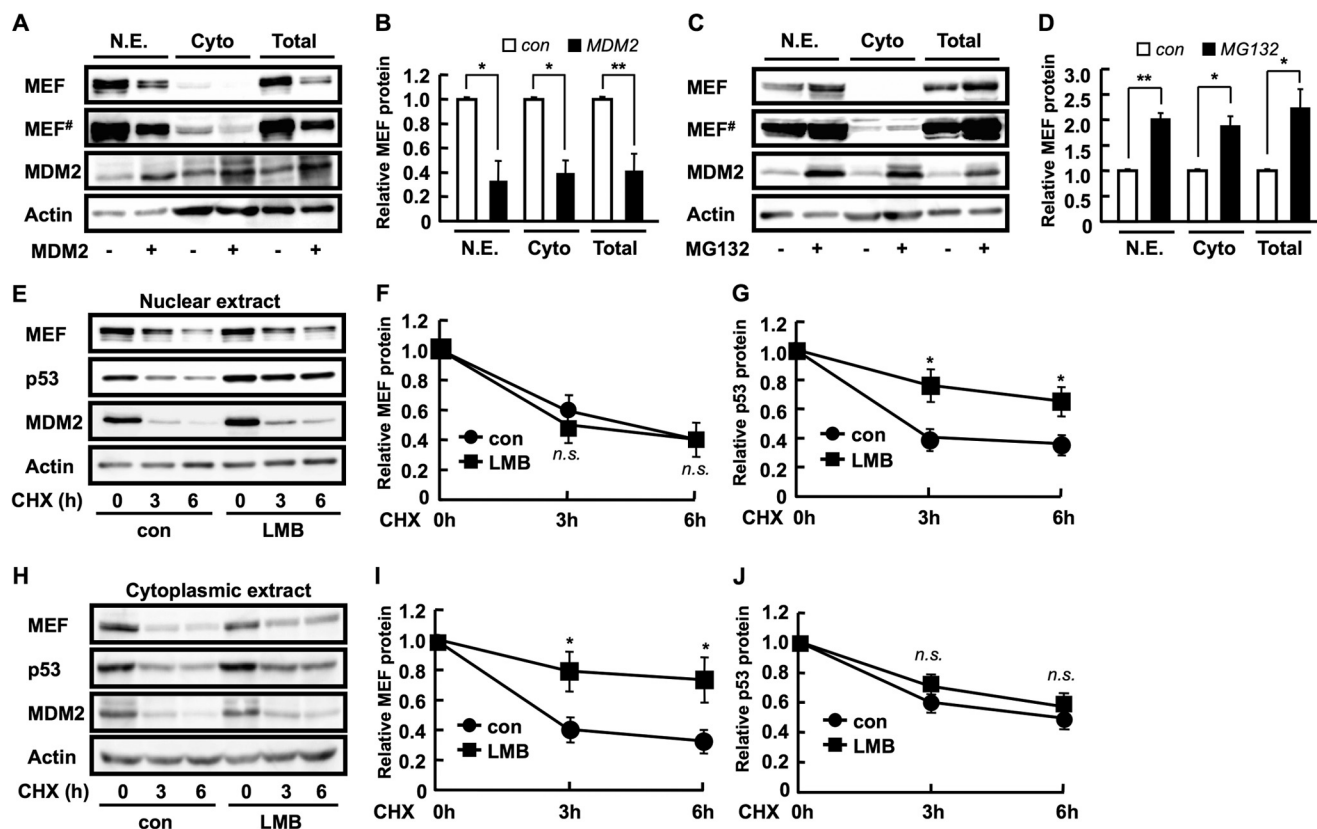 A
N.E. Cyto Total
MEF
MEF#
MDM2
Actin
MDM2 - + - + - +
B
con MDM2
Relative MEF protein
1.2
1.0
0.8
0.6
0.4
0.2
0
* * **
N.E. Cyto Total
C
N.E. Cyto Total
MEF
MEF#
MDM2
Actin
MG132 - + - + - +
D
con MG132
Relative MEF protein
3.0
2.5
2.0
1.5
1.0
0.5
0
** * *
N.E. Cyto Total
E
Nuclear extract
MEF
p53
MDM2
Actin
CHX (h) 0 3 6 0 3 6
con LMB
F
Relative MEF protein
1.2
1.0
0.8
0.6
0.4
0.2
0
con
LMB
n.s. n.s.
CHX 0h 3h 6h
G
Relative p53 protein
1.2
1.0
0.8
0.6
0.4
0.2
0
* *
con
LMB
CHX 0h 3h 6h
H
Cytoplasmic extract
MEF
p53
MDM2
Actin
CHX (h) 0 3 6 0 3 6
con LMB
I
Relative MEF protein
1.2
1.0
0.8
0.6
0.4
0.2
0
* *
con
LMB
CHX 0h 3h 6h
J
Relative p53 protein
1.2
1.0
0.8
0.6
0.4
0.2
0
n.s. n.s.
con
LMB
CHX 0h 3h 6h